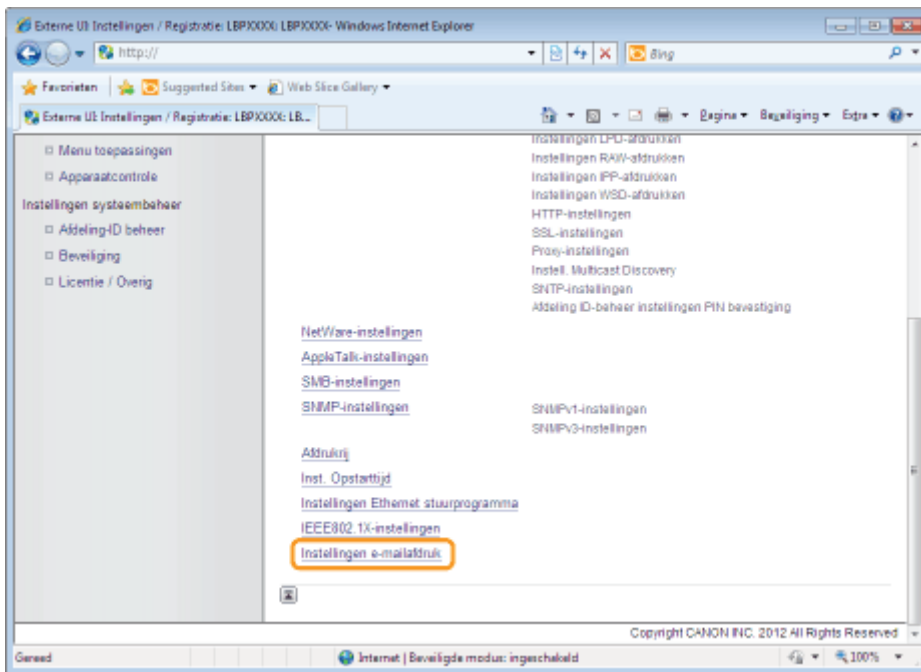 Externe UI: Instellingen / Registratie: LBPXXXX: LBPXXXX- Windows Internet Explorer
http://
Bing
Favorieten Suggested Sites Web Slice Gallery
Externe UI: Instellingen / Registratie: LBPXXXX: LB... Pagina Beveiliging Extra
Menu toepassingen
Apparaatcontrole
Instellingen systeembeheer
Afdeling-ID beheer
Beveiliging
Licentie / Overig
Instellingen LPD-afdrukken
Instellingen RAW-afdrukken
Instellingen IPP-afdrukken
Instellingen WSD-afdrukken
HTTP-instellingen
SSL-instellingen
Proxy-instellingen
Instell. Multicast Discovery
SNTP-instellingen
Afdeling ID-beheer instellingen PIN bevestiging
NetWare-instellingen
AppleTalk-instellingen
SMB-instellingen
SNMP-instellingen
SNMPv1-instellingen
SNMPv3-instellingen
Afdrukrij
Inst. Opstarttijd
Instellingen Ethernet stuurprogramma
IEEE802.1X-instellingen
Instellingen e-mailafdruk
Copyright CANON INC. 2012 All Rights Reserved
Gereed Internet | Beveiligde modus: ingeschakeld 100%